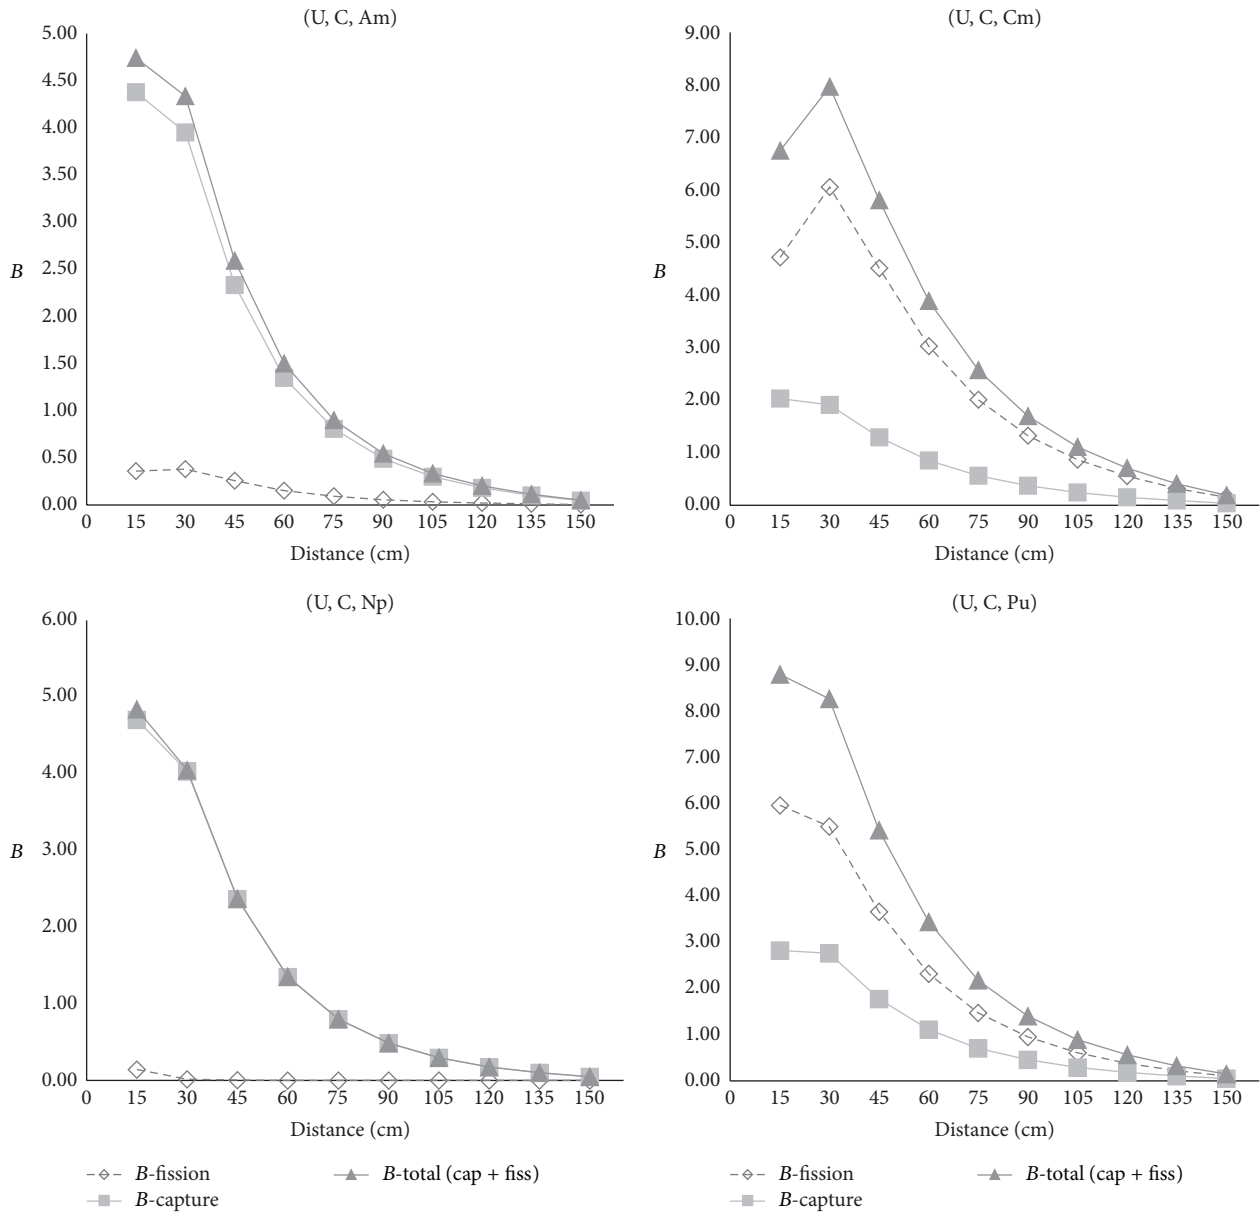 (U, C, Am)
5.00
4.50
4.00
3.50
3.00
2.50
2.00
1.50
1.00
0.50
0.00
B
0 15 30 45 60 75 90 105 120 135 150
Distance (cm)
(U, C, Cm)
9.00
8.00
7.00
6.00
5.00
4.00
3.00
2.00
1.00
0.00
B
0 15 30 45 60 75 90 105 120 135 150
Distance (cm)
(U, C, Np)
6.00
5.00
4.00
3.00
2.00
1.00
0.00
B
0 15 30 45 60 75 90 105 120 135 150
Distance (cm)
B-fission
B-capture
B-total (cap + fiss)
(U, C, Pu)
10.00
9.00
8.00
7.00
6.00
5.00
4.00
3.00
2.00
1.00
0.00
B
0 15 30 45 60 75 90 105 120 135 150
Distance (cm)
B-fission
B-capture
B-total (cap + fiss)